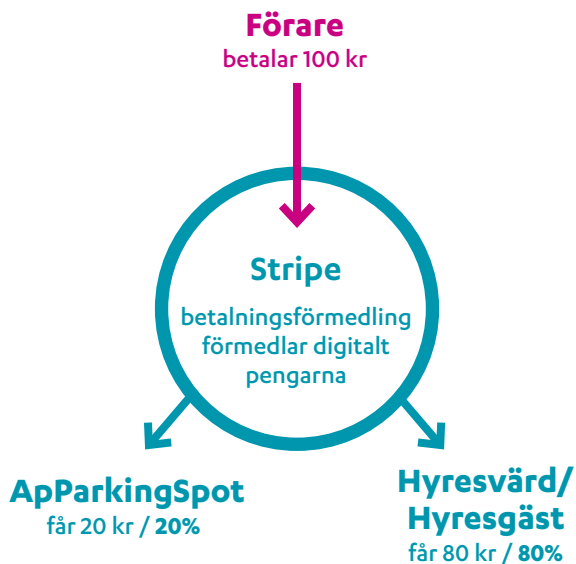 Förare
betalar 100 kr
Stripe
betalningsförmedling
förmedlar digitalt
pengarna
ApParkingSpot
får 20 kr / 20%
Hyresvärd/
Hyresgäst
får 80 kr / 80%